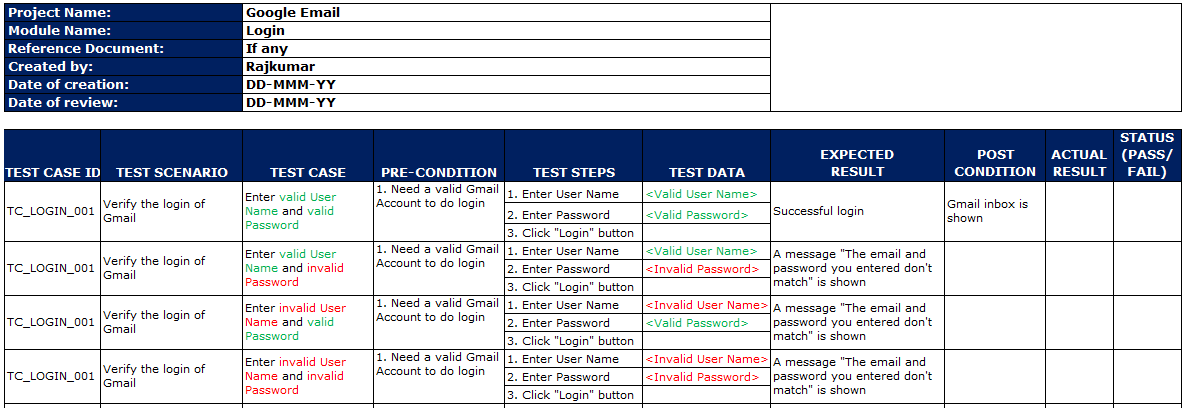 Project Name: Google Email
Module Name: Login
Reference Document: If any
Created by: Rajkumar
Date of creation: DD-MMM-YY
Date of review: DD-MMM-YY
TEST CASE ID
TEST SCENARIO
TEST CASE
PRE-CONDITION
TEST STEPS
TEST DATA
EXPECTED
RESULT
POST
CONDITION
ACTUAL
RESULT
STATUS
(PASS/
FAIL)
TC_LOGIN_001
Verify the login of
Gmail
Enter valid User
Name and valid
Password
1. Need a valid Gmail
Account to do login
1. Enter User Name
<Valid User Name>
2. Enter Password
<Valid Password>
3. Click "Login" button
Successful login
Gmail inbox is
shown
TC_LOGIN_001
Verify the login of
Gmail
Enter valid User
Name and invalid
Password
1. Need a valid Gmail
Account to do login
1. Enter User Name
<Valid User Name>
2. Enter Password
<Invalid Password>
3. Click "Login" button
A message "The email and
password you entered don't
match" is shown
TC_LOGIN_001
Verify the login of
Gmail
Enter invalid User
Name and valid
Password
1. Need a valid Gmail
Account to do login
1. Enter User Name
<Invalid User Name>
2. Enter Password
<Valid Password>
3. Click "Login" button
A message "The email and
password you entered don't
match" is shown
TC_LOGIN_001
Verify the login of
Gmail
Enter invalid User
Name and invalid
Password
1. Need a valid Gmail
Account to do login
1. Enter User Name
<Invalid User Name>
2. Enter Password
<Invalid Password>
3. Click "Login" button
A message "The email and
password you entered don't
match" is shown